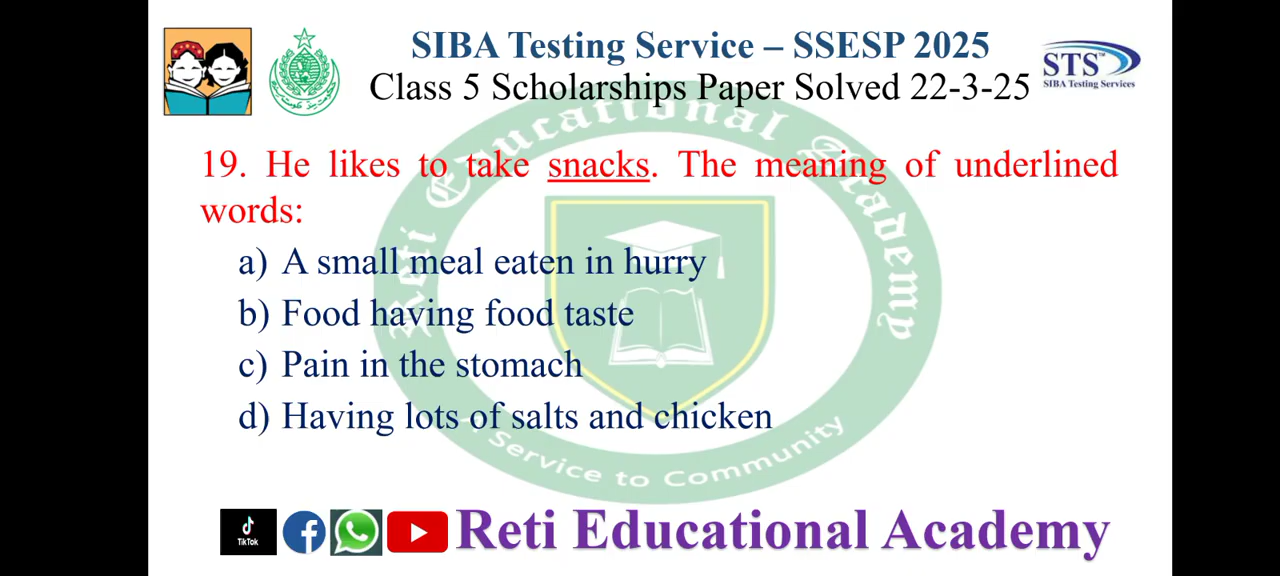 SIBA Testing Service – SSESP 2025
Class 5 Scholarships Paper Solved 22-3-25
STS™
SIBA Testing Services
19. He likes to take snacks. The meaning of underlined
words:
a) A small meal eaten in hurry
b) Food having food taste
c) Pain in the stomach
d) Having lots of salts and chicken
Reti Educational Academy
Service to Community
TikTok
Reti Educational Academy